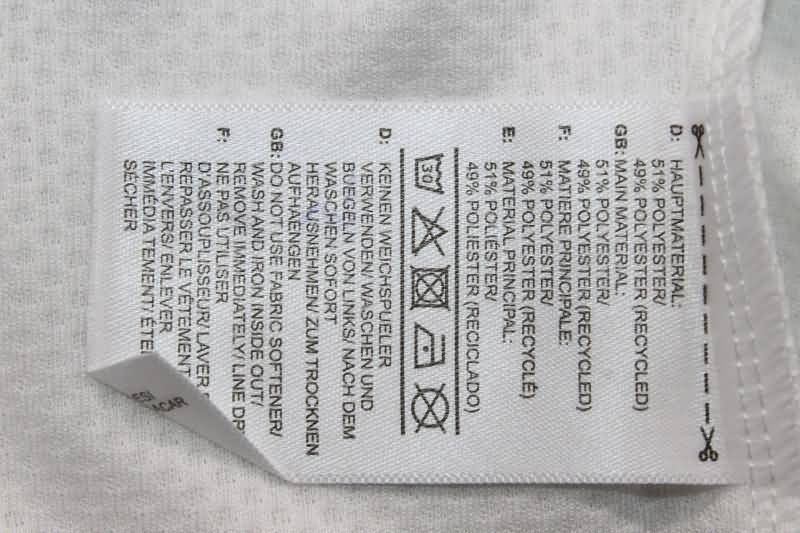 D: HAUPTMATERIAL:
51% POLYESTER/
49% POLYESTER (RECYCLED)
GB: MAIN MATERIAL:
51% POLYESTER/
49% POLYESTER (RECYCLED)
F: MATIERE PRINCIPALE:
51% POLYESTER/
49% POLYESTER (RECYCLÉ)
E: MATERIAL PRINCIPAL:
51% POLIÉSTER/
49% POLIÉSTER (RECICLADO)
30
D: KEINEN WEICHSPUELER
VERWENDEN/ WASCHEN UND
BUEGELN VON LINKS/ NACH DEM
WASCHEN SOFORT
HERAUSNEHMEN/ ZUM TROCKNEN
AUFHAENGEN
GB: DO NOT USE FABRIC SOFTENER/
WASH AND IRON INSIDE OUT/
REMOVE IMMEDIATELY/ LINE DR
F: NE PAS UTILISER
D'ASSOUPLISSEUR/ LAVER
REPASSER LE VÊTEMENT
L'ENVERS/ ENLEVER
IMMÉDIA TEMENT/ ÉTE
SÉCHER